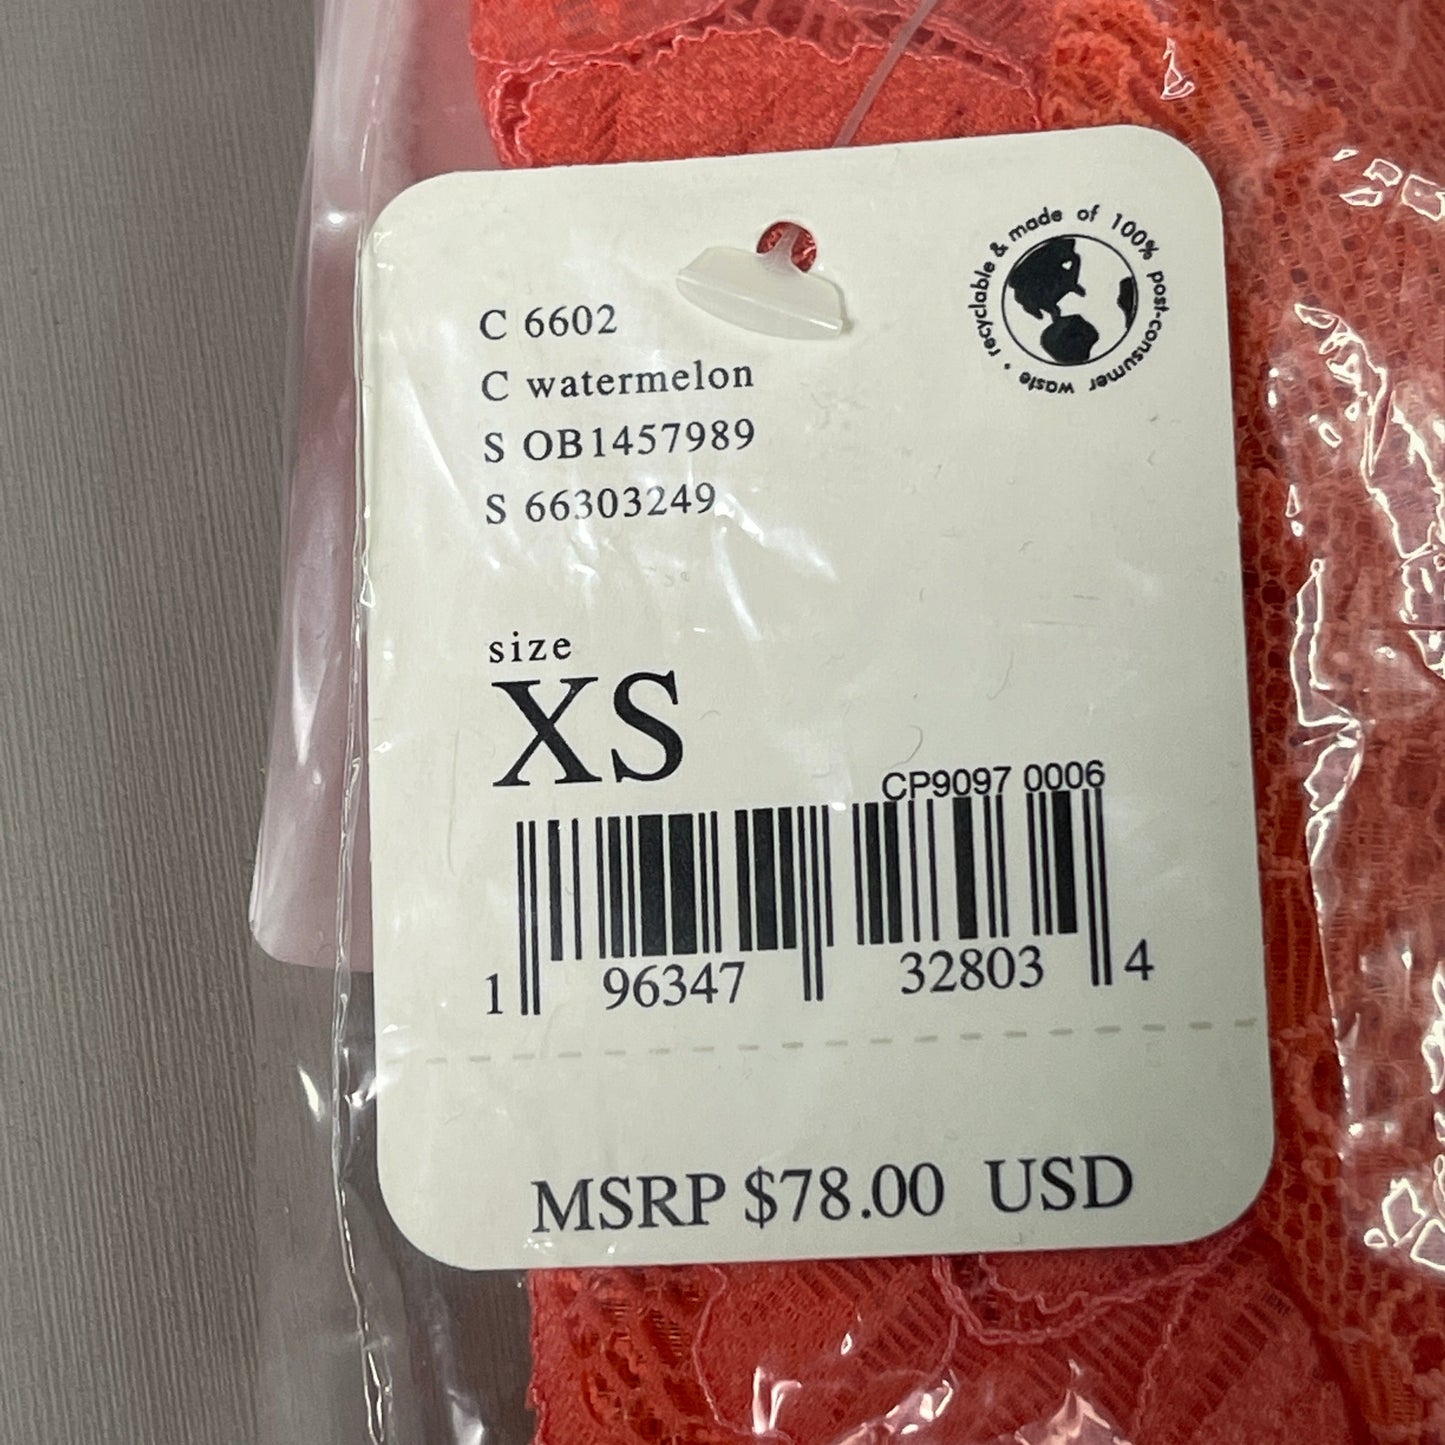 recyclable & made of 100% post-consumer waste •
C 6602
C watermelon
S OB1457989
S 66303249
size
XS
CP9097 0006
1 96347 32803 4
MSRP $78.00 USD